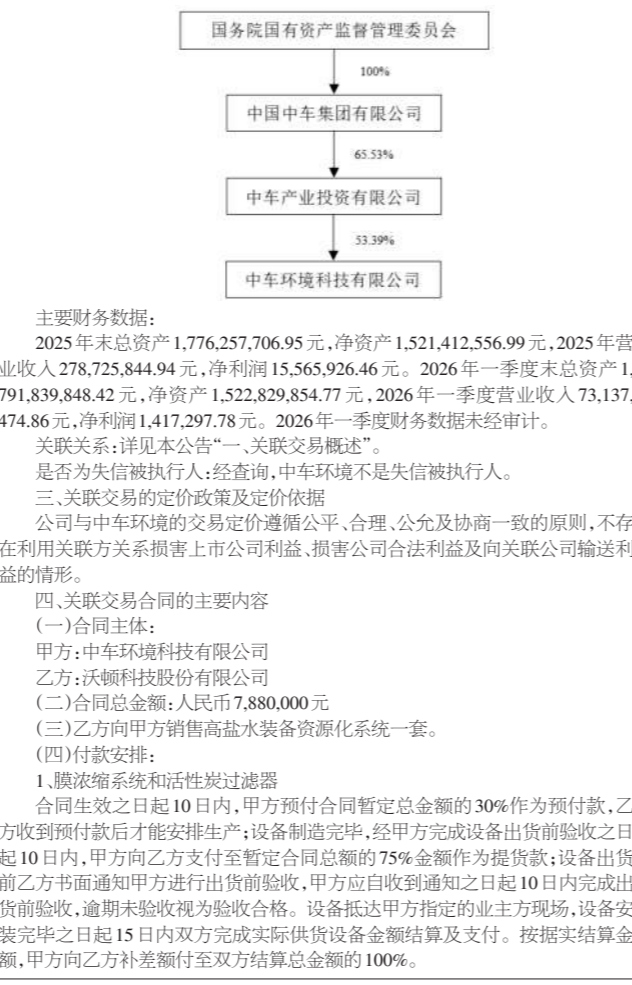 国务院国有资产监督管理委员会
100%
中国中车集团有限公司
65.53%
中车产业投资有限公司
53.39%
中车环境科技有限公司
主要财务数据：
2025年末总资产1,776,257,706.95元，净资产1,521,412,556.99元，2025年营
业收入278,725,844.94元，净利润15,565,926.46元。2026年一季度末总资产1,
791,839,848.42元，净资产1,522,829,854.77元，2026年一季度营业收入73,137,
474.86元，净利润1,417,297.78元。2026年一季度财务数据未经审计。
关联关系：详见本公告“一、关联交易概述”。
是否为失信被执行人：经查询，中车环境不是失信被执行人。
三、关联交易的定价政策及定价依据
公司与中车环境的交易定价遵循公平、合理、公允及协商一致的原则，不存
在利用关联方关系损害上市公司利益、损害公司合法利益及向关联公司输送利
益的情形。
四、关联交易合同的主要内容
（一）合同主体：
甲方：中车环境科技有限公司
乙方：沃顿科技股份有限公司
（二）合同总金额：人民币7,880,000元
（三）乙方向甲方销售高盐水装备资源化系统一套。
（四）付款安排：
1、膜浓缩系统和活性炭过滤器
合同生效之日起10日内，甲方预付合同暂定总金额的30%作为预付款，乙
方收到预付款后才能安排生产；设备制造完毕，经甲方完成设备出货前验收之日
起10日内，甲方向乙方支付至暂定合同总额的75%金额作为提货款；设备出货
前乙方书面通知甲方进行出货前验收，甲方应自收到通知之日起10日内完成出
货前验收，逾期未验收视为验收合格。设备抵达甲方指定的业主方现场，设备安
装完毕之日起15日内双方完成实际供货设备金额结算及支付。按据实结算金
额，甲方向乙方补差额付至双方结算总金额的100%。